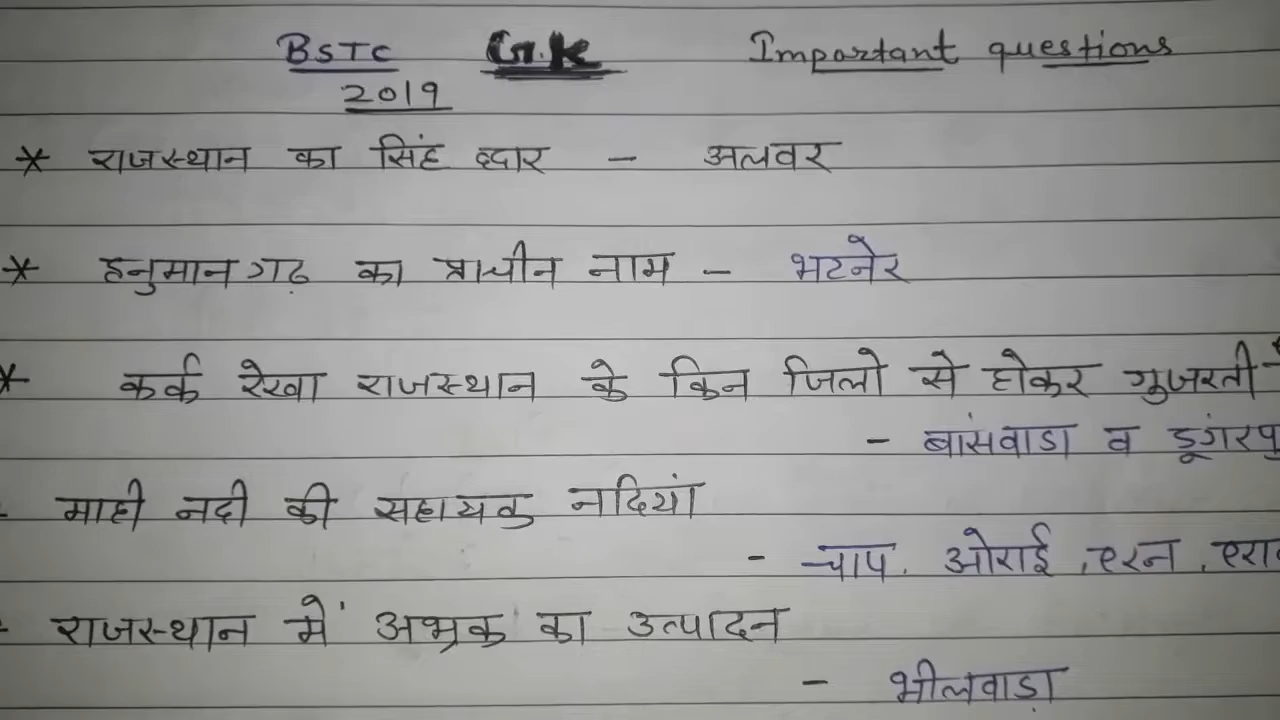 BSTC G.K Important questions
2019
* राजस्थान का सिंह द्वार - अलवर
* हनुमानगढ़ का प्राचीन नाम - भटनेर
* कर्क रेखा राजस्थान के किन जिलो से होकर गुजरती
- बांसवाडा व डूगंरपु
माही नदी की सहायक नदियां
- चाप, ओराई, एरन,
राजस्थान में अभ्रक का उत्पादन
- भीलवाड़ा